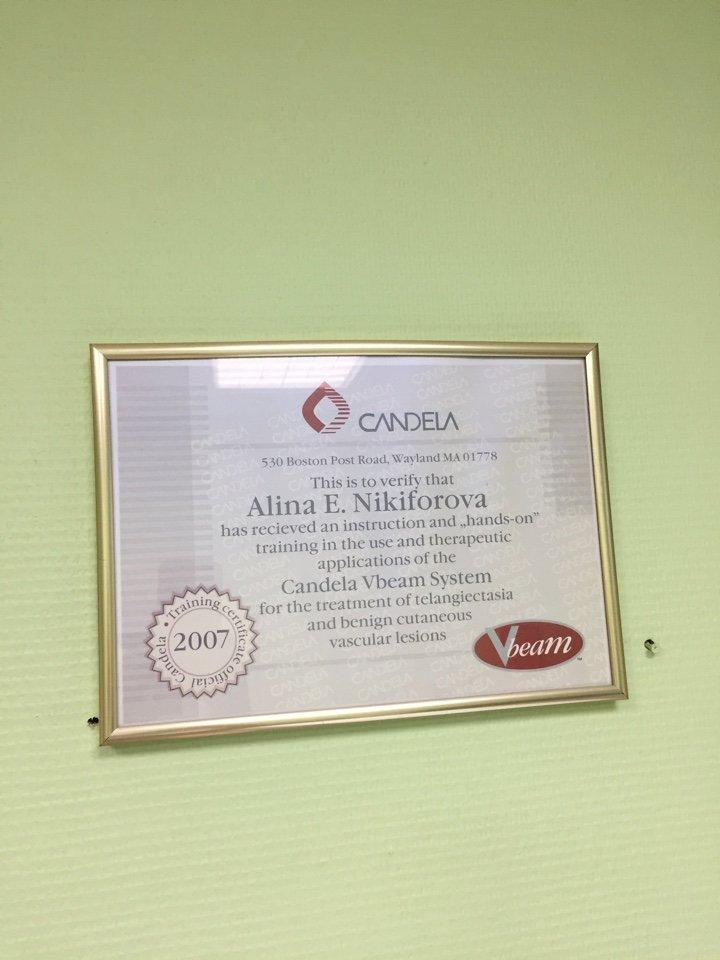 CANDELA
530 Boston Post Road, Wayland MA 01778
This is to verify that
Alina E. Nikiforova
has recieved an instruction and „hands-on”
training in the use and therapeutic
applications of the
Candela Vbeam System
for the treatment of telangiectasia
and benign cutaneous
vascular lesions
Candela • Training certificate official
2007
Vbeam™